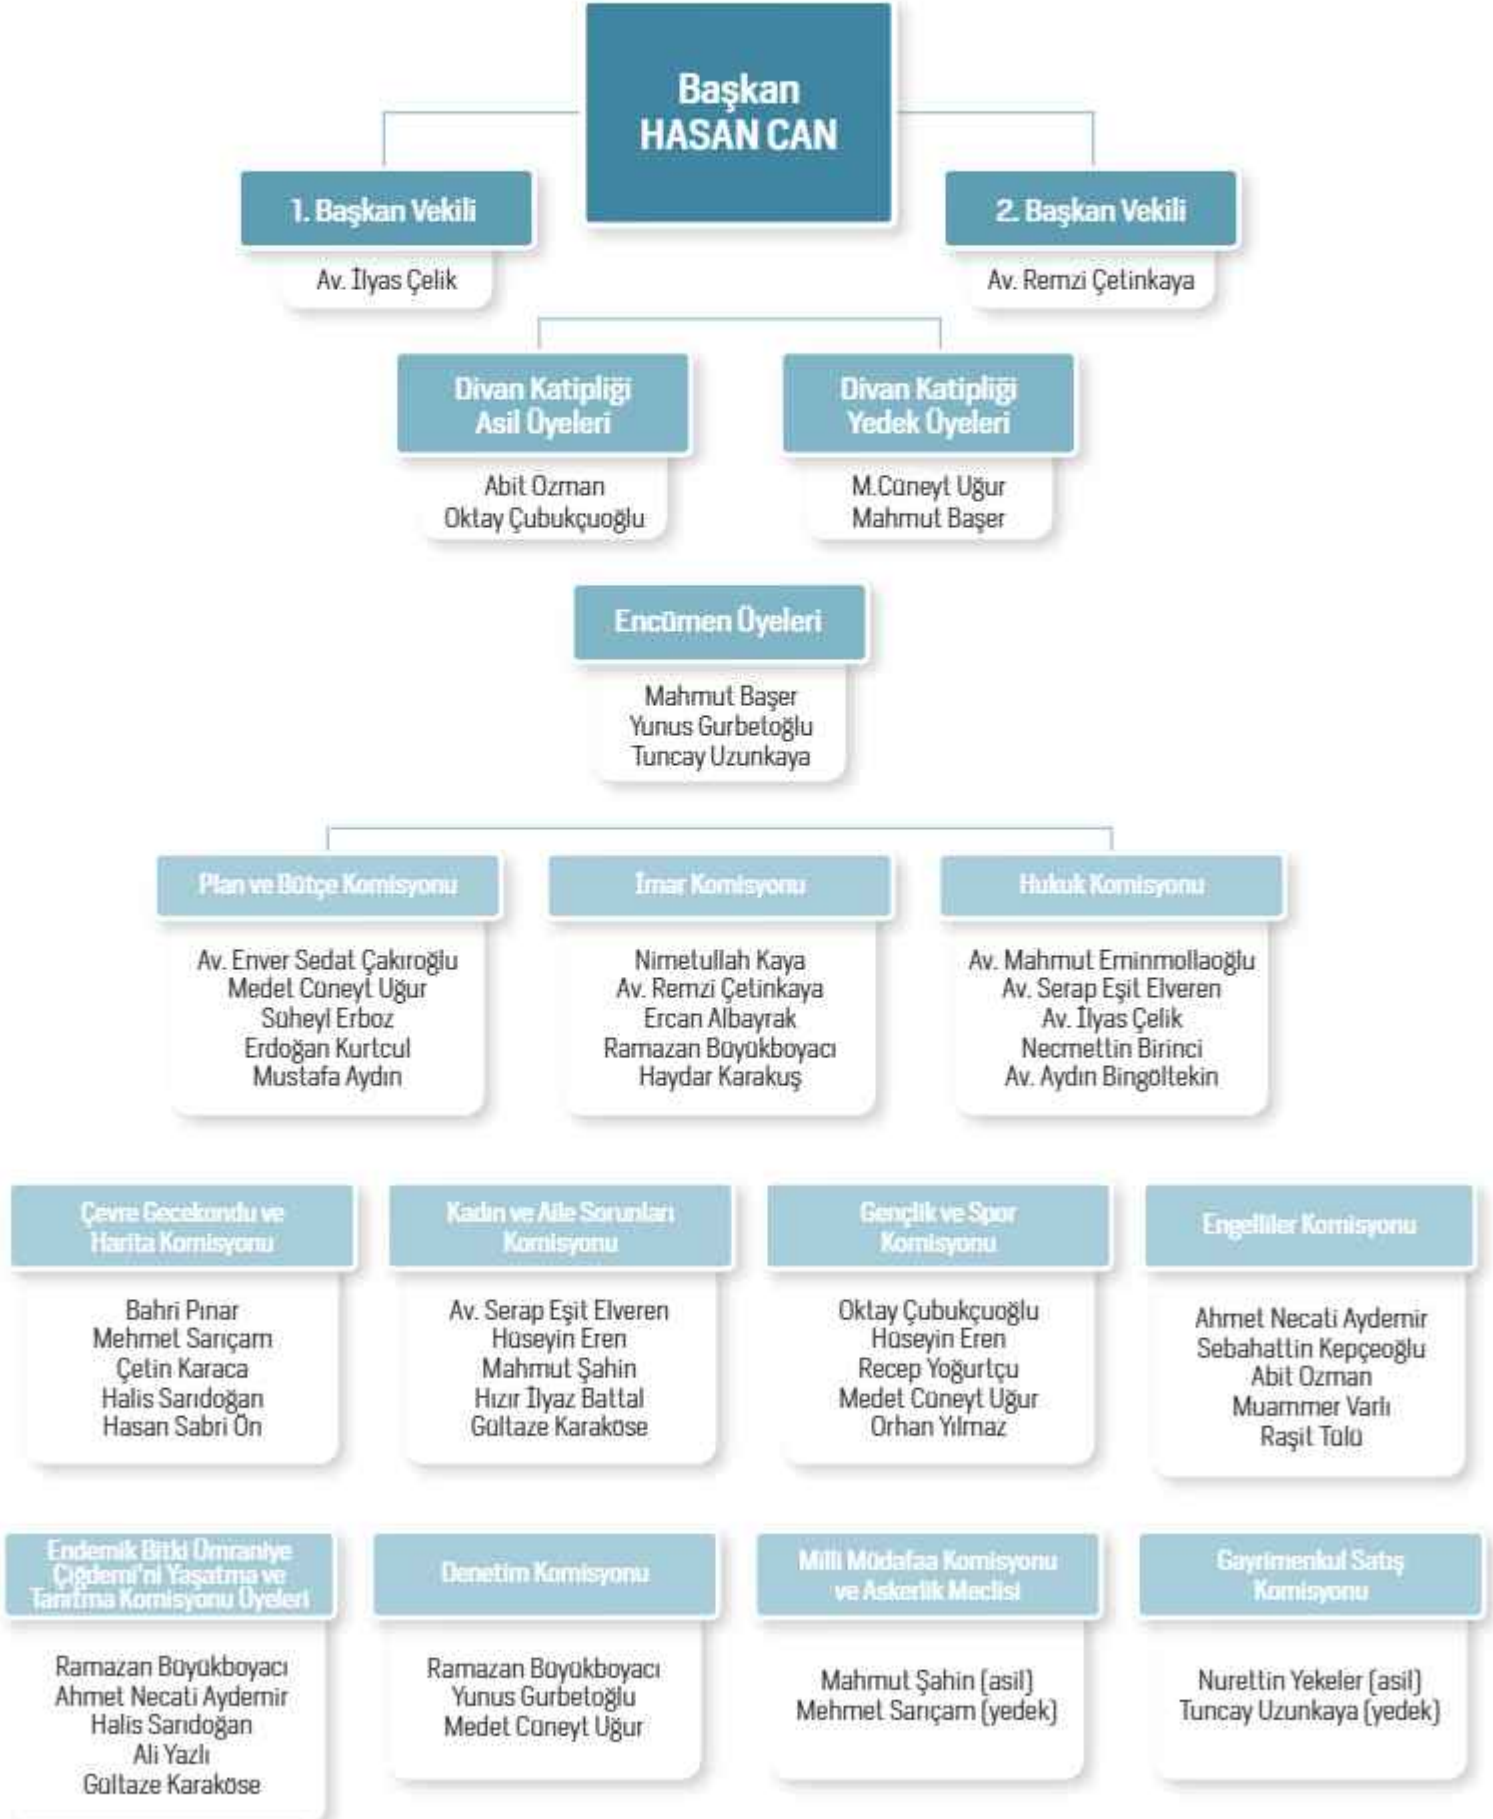 Başkan
HASAN CAN
1. Başkan Vekili
Av. İlyas Çelik
2. Başkan Vekili
Av. Remzi Çetinkaya
Divan Katipliği
Asil Üyeleri
Abit Özman
Oktay Çubukçuoğlu
Divan Katipliği
Yedek Üyeleri
M.Cüneyt Uğur
Mahmut Başer
Encümen Üyeleri
Mahmut Başer
Yunus Gurbetoğlu
Tuncay Uzunkaya
Plan ve Bütçe Komisyonu
Av. Enver Sedat Çakıroğlu
Medet Cüneyt Uğur
Süheyl Erboz
Erdoğan Kurtcul
Mustafa Aydın
İmar Komisyonu
Nimetullah Kaya
Av. Remzi Çetinkaya
Ercan Albayrak
Ramazan Büyükboyacı
Haydar Karakuş
Hukuk Komisyonu
Av. Mahmut Eminmollaoğlu
Av. Serap Eşit Elveren
Av. İlyas Çelik
Necmettin Birinci
Av. Aydın Bingöltekin
Çevre Gecekondu ve
Harita Komisyonu
Bahri Pınar
Mehmet Sarıçam
Çetin Karaca
Halis Sarıdoğan
Hasan Sabri Ön
Kadın ve Aile Sorunları
Komisyonu
Av. Serap Eşit Elveren
Hüseyin Eren
Mahmut Şahin
Hızır İlyaz Battal
Gültaze Karaköse
Gençlik ve Spor
Komisyonu
Oktay Çubukçuoğlu
Hüseyin Eren
Recep Yoğurtçu
Medet Cüneyt Uğur
Orhan Yılmaz
Engelliler Komisyonu
Ahmet Necati Aydemir
Sebahattin Kepçeoğlu
Abit Özman
Muammer Varlı
Raşit Tülü
Endemik Bitki Ümraniye
Çiğdemi'ni Yaşatma ve
Tanıtma Komisyonu Üyeleri
Ramazan Büyükboyacı
Ahmet Necati Aydemir
Halis Sarıdoğan
Ali Yazlı
Gültaze Karaköse
Denetim Komisyonu
Ramazan Büyükboyacı
Yunus Gurbetoğlu
Medet Cüneyt Uğur
Milli Müdafaa Komisyonu
ve Askerlik Meclisi
Mahmut Şahin (asil)
Mehmet Sarıçam (yedek)
Gayrimenkul Satış
Komisyonu
Nurettin Yekeler (asil)
Tuncay Uzunkaya (yedek)